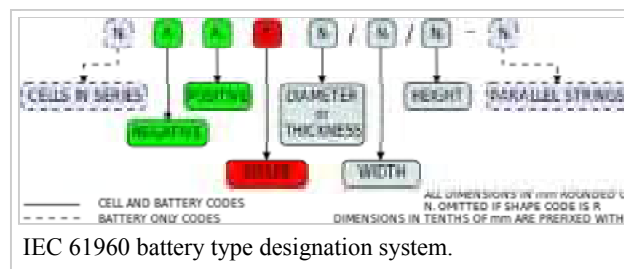 N A A A N / N / N - N
CELLS IN SERIES
POSITIVE
DIAMETER
or
THICKNESS
HEIGHT
PARALLEL STRINGS
NEGATIVE
SHAPE
WIDTH
CELL AND BATTERY CODES
BATTERY ONLY CODES
ALL DIMENSIONS IN mm ROUNDED
N. OMITTED IF SHAPE CODE IS R
DIMENSIONS IN TENTHS OF mm ARE PREFIXED WITH
IEC 61960 battery type designation system.